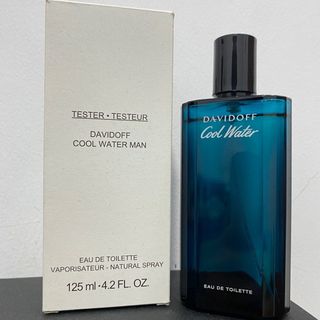 TESTER • TESTEUR
DAVIDOFF
COOL WATER MAN
EAU DE TOILETTE
VAPORISATEUR - NATURAL SPRAY
125 ml • 4.2 FL. OZ.
DAVIDOFF
Cool Water
EAU DE TOILETTE